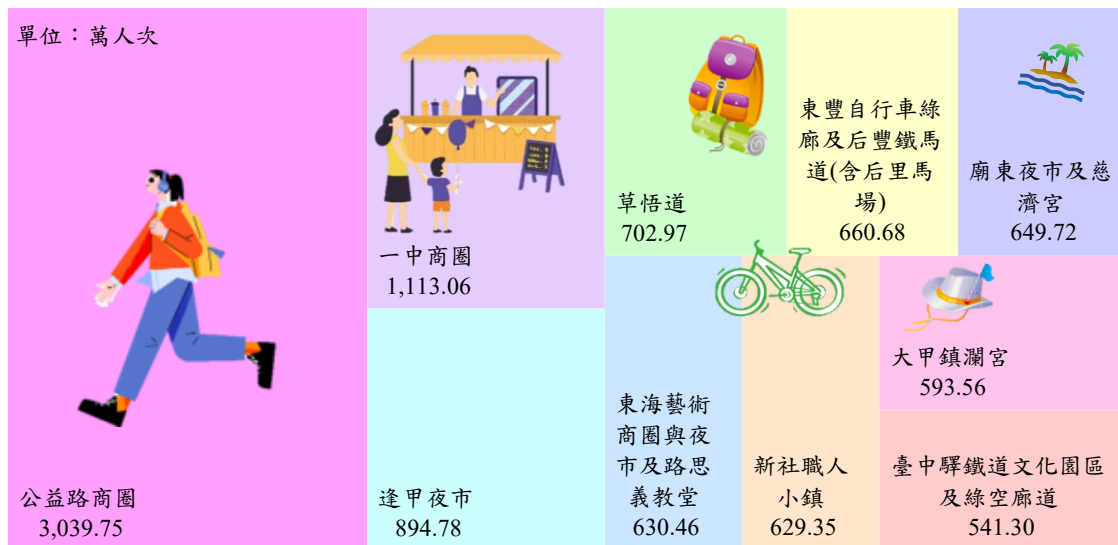 單位：萬人次
公益路商圈
3,039.75
一中商圈
1,113.06
逢甲夜市
894.78
草悟道
702.97
東豐自行車綠
廊及后豐鐵馬
道(含后里馬
場)
660.68
廟東夜市及慈
濟宮
649.72
東海藝術
商圈與夜
市及路思
義教堂
630.46
新社職人
小鎮
629.35
大甲鎮瀾宮
593.56
臺中驛鐵道文化園區
及綠空廊道
541.30